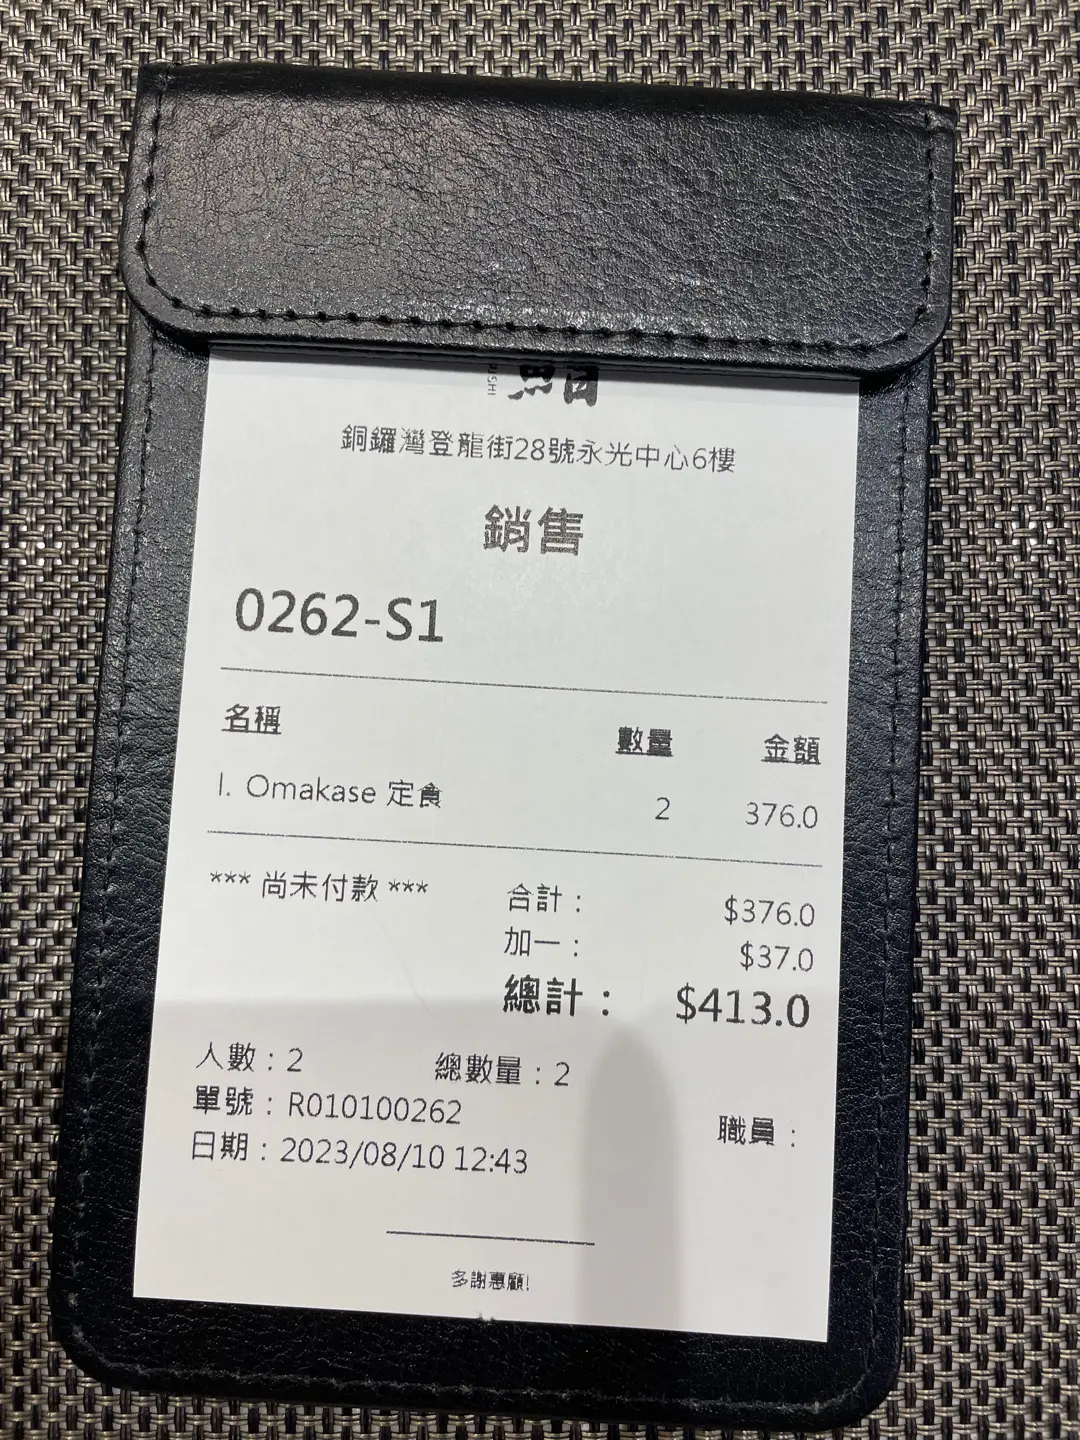 銅鑼灣登龍街28號永光中心6樓
銷售
0262-S1
名稱 數量 金額
I. Omakase 定食 2 376.0
*** 尚未付款 *** 合計： $376.0
加一： $37.0
總計： $413.0
人數：2 總數量：2
單號：R010100262
職員：
日期：2023/08/10 12:43
多謝惠顧!